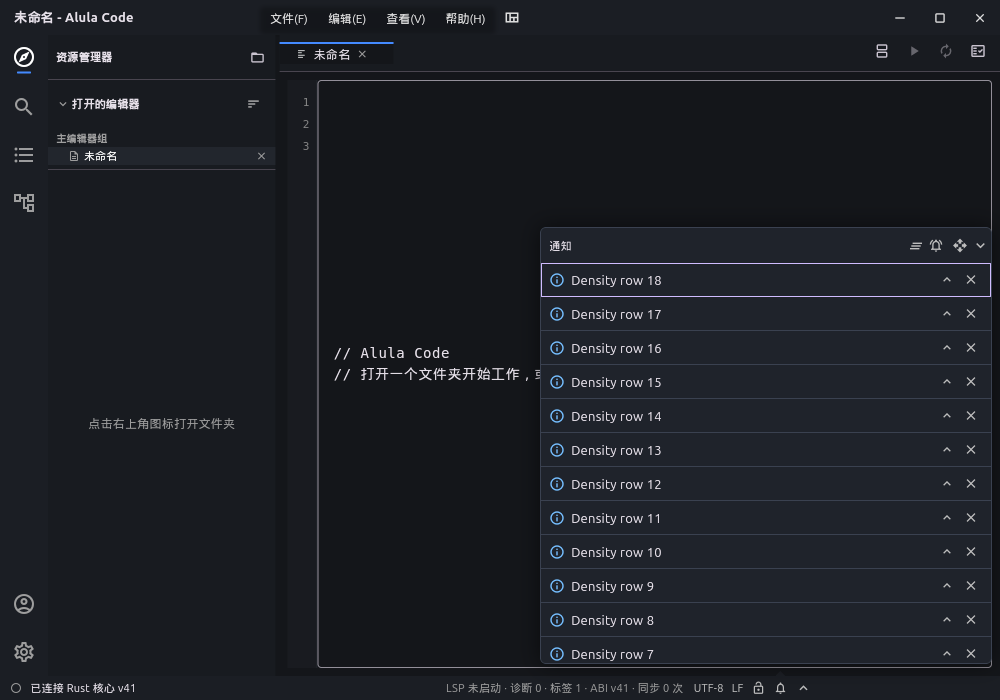 未命名 - Alula Code
文件(F) 编辑(E) 查看(V) 帮助(H)
资源管理器
打开的编辑器
主编辑器组
未命名
点击右上角图标打开文件夹
未命名
1
2
3
// Alula Code
// 打开一个文件夹开始工作，
通知
Density row 18
Density row 17
Density row 16
Density row 15
Density row 14
Density row 13
Density row 12
Density row 11
Density row 10
Density row 9
Density row 8
Density row 7
已连接 Rust 核心 v41
LSP 未启动 · 诊断 0 · 标签 1 · ABI v41 · 同步 0 次 UTF-8 LF